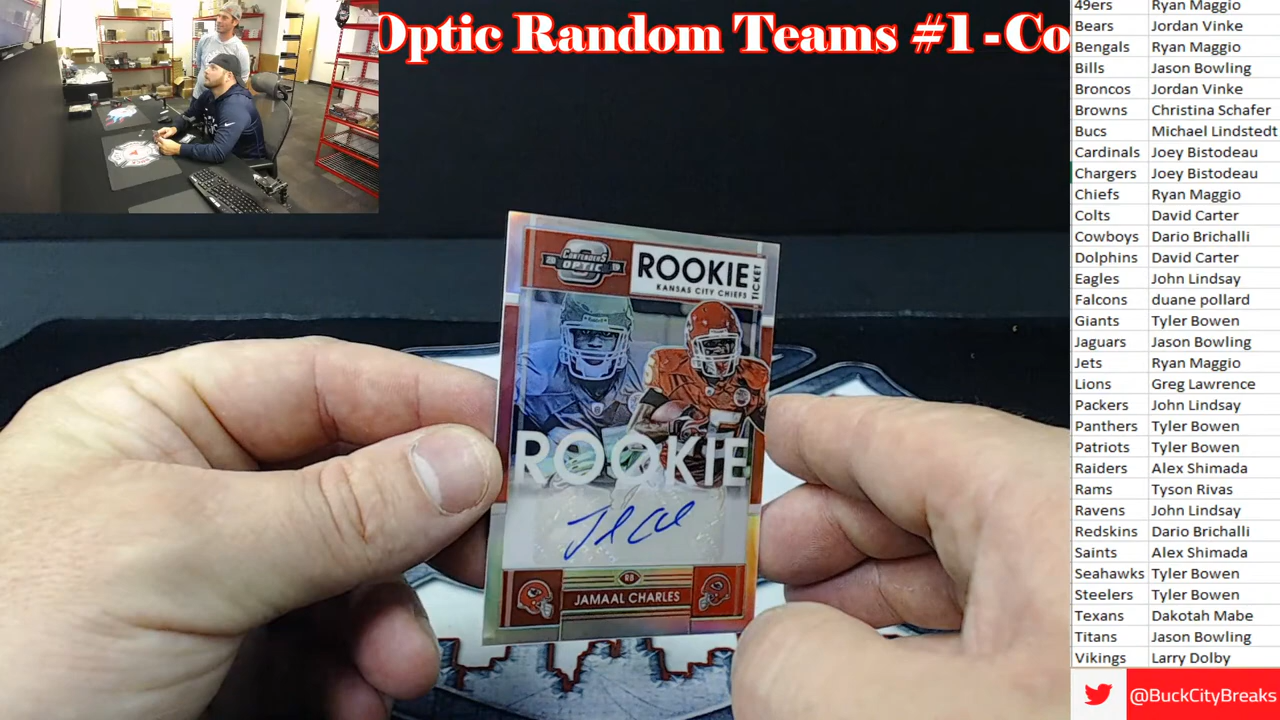 Optic Random Teams #1 - Co
49ers Ryan Maggio
Bears Jordan Vinke
Bengals Ryan Maggio
Bills Jason Bowling
Broncos Jordan Vinke
Browns Christina Schafer
Bucs Michael Lindstedt
Cardinals Joey Bistodeau
Chargers Joey Bistodeau
Chiefs Ryan Maggio
Colts David Carter
Cowboys Dario Brichalli
Dolphins David Carter
Eagles John Lindsay
Falcons duane pollard
Giants Tyler Bowen
Jaguars Jason Bowling
Jets Ryan Maggio
Lions Greg Lawrence
Packers John Lindsay
Panthers Tyler Bowen
Patriots Tyler Bowen
Raiders Alex Shimada
Rams Tyson Rivas
Ravens John Lindsay
Redskins Dario Brichalli
Saints Alex Shimada
Seahawks Tyler Bowen
Steelers Tyler Bowen
Texans Dakotah Mabe
Titans Jason Bowling
Vikings Larry Dolby
@BuckCityBreaks
CONTENDERS
OPTIC
ROOKIE
TICKET
KANSAS CITY CHIEFS
ROOKIE
RB
JAMAAL CHARLES